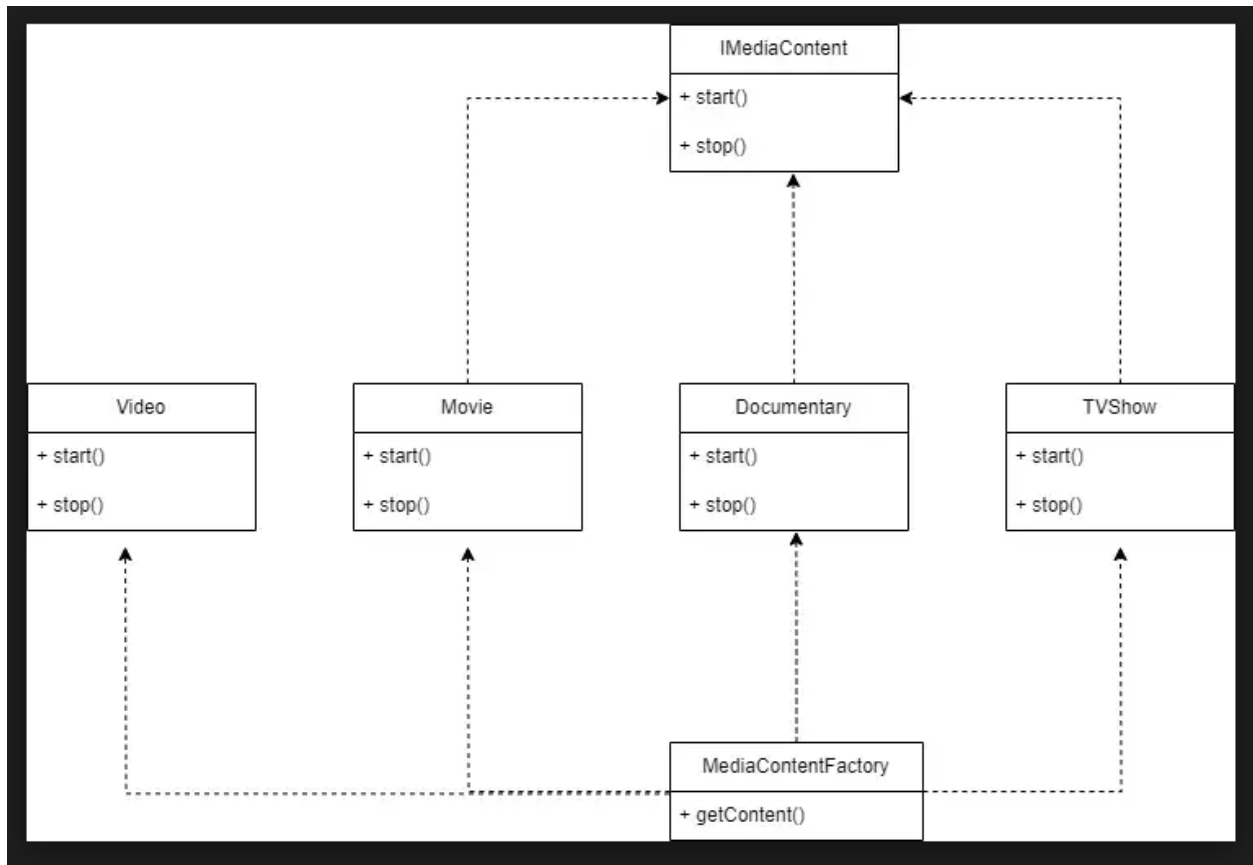 IMediaContent
+ start()
+ stop()
Video
+ start()
+ stop()
Movie
+ start()
+ stop()
Documentary
+ start()
+ stop()
TVShow
+ start()
+ stop()
MediaContentFactory
+ getContent()